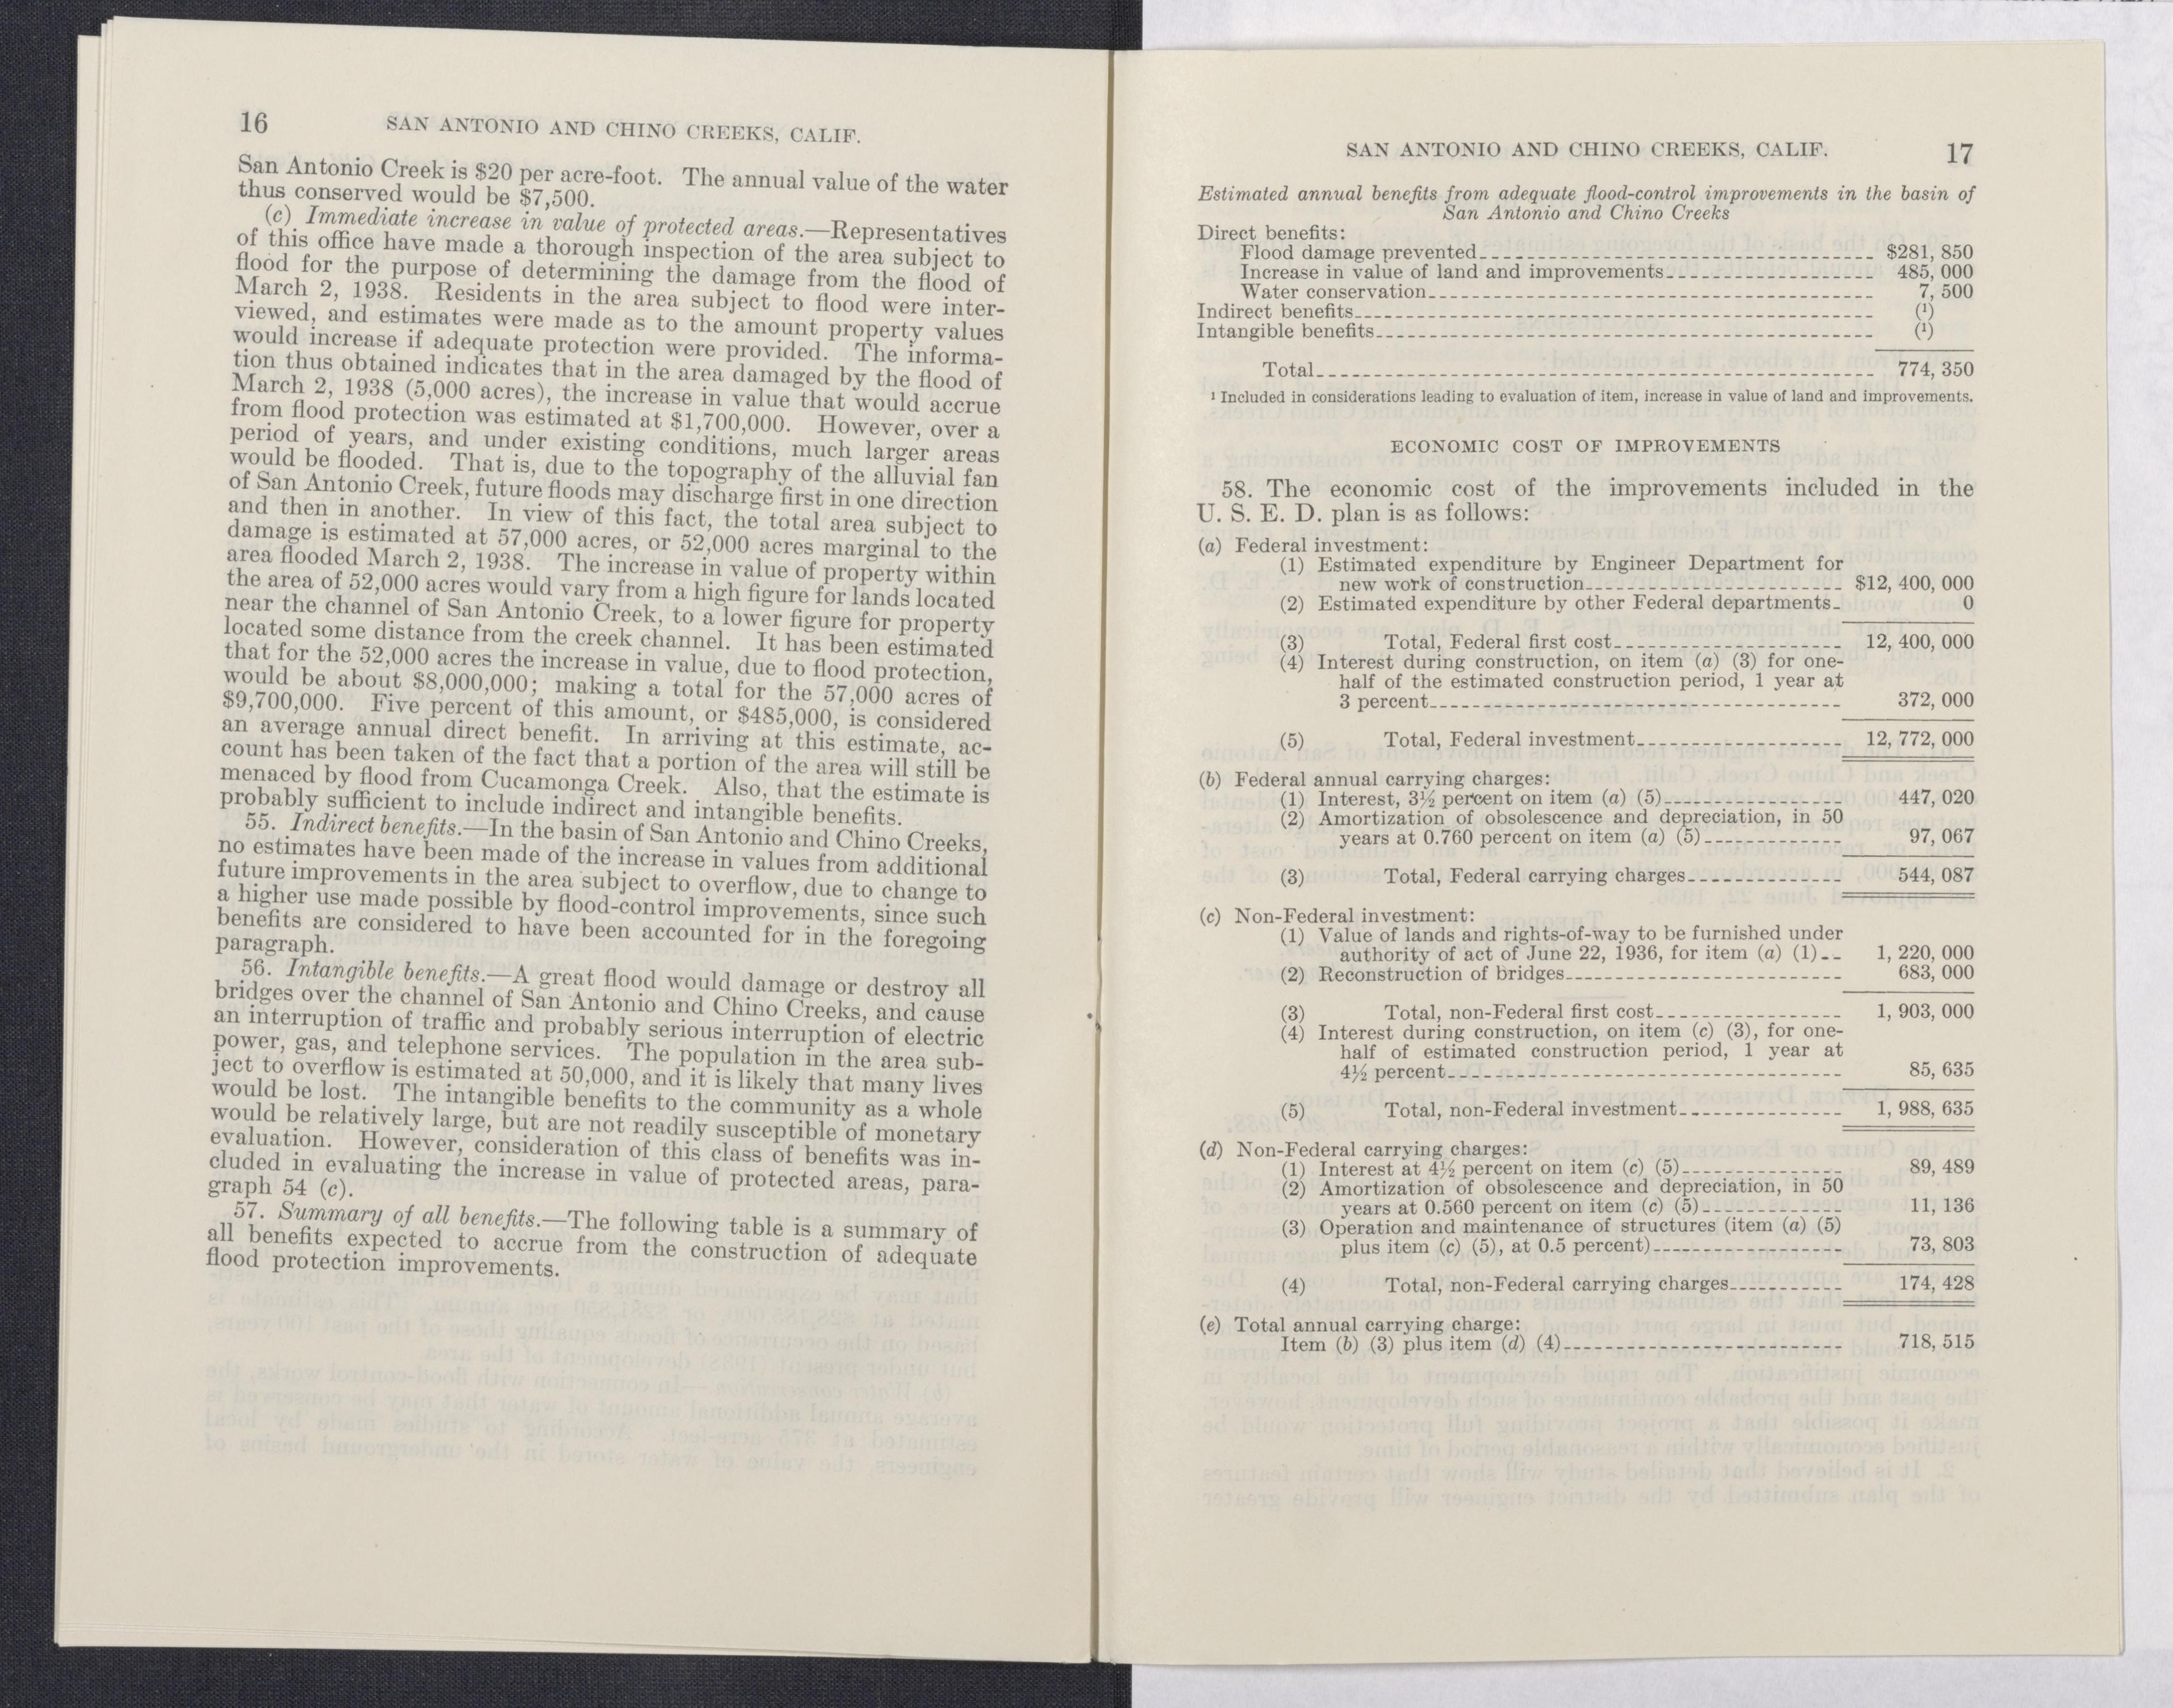 16 SAN ANTONIO AND CHINO CREEKS, CALIF.
San Antonio Creek is $20 per acre-foot. The annual value of the water
thus conserved would be $7,500.
(c) Immediate increase in value of protected areas.—Representatives
of this office have made a thorough inspection of the area subject to
flood for the purpose of determining the damage from the flood of
March 2, 1938. Residents in the area subject to flood were inter-
viewed, and estimates were made as to the amount property values
would increase if adequate protection were provided. The informa-
tion thus obtained indicates that in the area damaged by the flood of
March 2, 1938 (5,000 acres), the increase in value that would accrue
from flood protection was estimated at $1,700,000. However, over a
period of years, and under existing conditions, much larger areas
would be flooded. That is, due to the topography of the alluvial fan
of San Antonio Creek, future floods may discharge first in one direction
and then in another. In view of this fact, the total area subject to
damage is estimated at 57,000 acres, or 52,000 acres marginal to the
area flooded March 2, 1938. The increase in value of property within
the area of 52,000 acres would vary from a high figure for lands located
near the channel of San Antonio Creek, to a lower figure for property
located some distance from the creek channel. It has been estimated
that for the 52,000 acres the increase in value, due to flood protection,
would be about $8,000,000; making a total for the 57,000 acres of
$9,700,000. Five percent of this amount, or $485,000, is considered
an average annual direct benefit. In arriving at this estimate, ac-
count has been taken of the fact that a portion of the area will still be
menaced by flood from Cucamonga Creek. Also, that the estimate is
probably sufficient to include indirect and intangible benefits.
55. Indirect benefits.—In the basin of San Antonio and Chino Creeks,
no estimates have been made of the increase in values from additional
future improvements in the area subject to overflow, due to change to
a higher use made possible by flood-control improvements, since such
benefits are considered to have been accounted for in the foregoing
paragraph.
56. Intangible benefits.—A great flood would damage or destroy all
bridges over the channel of San Antonio and Chino Creeks, and cause
an interruption of traffic and probably serious interruption of electric
power, gas, and telephone services. The population in the area sub-
ject to overflow is estimated at 50,000, and it is likely that many lives
would be lost. The intangible benefits to the community as a whole
would be relatively large, but are not readily susceptible of monetary
evaluation. However, consideration of this class of benefits was in-
cluded in evaluating the increase in value of protected areas, para-
graph 54 (c).
57. Summary of all benefits.—The following table is a summary of
all benefits expected to accrue from the construction of adequate
flood protection improvements.
SAN ANTONIO AND CHINO CREEKS, CALIF. 17
Estimated annual benefits from adequate flood-control improvements in the basin of
San Antonio and Chino Creeks
Direct benefits:
Flood damage prevented $281,850
Increase in value of land and improvements 485,000
Water conservation 7,500
Indirect benefits (1)
Intangible benefits (1)
Total 774,350
1 Included in considerations leading to evaluation of item, increase in value of land and improvements.
ECONOMIC COST OF IMPROVEMENTS
58. The economic cost of the improvements included in the
U. S. E. D. plan is as follows:
(a) Federal investment:
(1) Estimated expenditure by Engineer Department for
new work of construction $12,400,000
(2) Estimated expenditure by other Federal departments 0
(3) Total, Federal first cost 12,400,000
(4) Interest during construction, on item (a) (3) for one-
half of the estimated construction period, 1 year at
3 percent 372,000
(5) Total, Federal investment 12,772,000
(b) Federal annual carrying charges:
(1) Interest, 3½ percent on item (a) (5) 447,020
(2) Amortization of obsolescence and depreciation, in 50
years at 0.760 percent on item (a) (5) 97,067
(3) Total, Federal carrying charges 544,087
(c) Non-Federal investment:
(1) Value of lands and rights-of-way to be furnished under
authority of act of June 22, 1936, for item (a) (1) 1,220,000
(2) Reconstruction of bridges 683,000
(3) Total, non-Federal first cost 1,903,000
(4) Interest during construction, on item (c) (3), for one-
half of estimated construction period, 1 year at
4½ percent 85,635
(5) Total, non-Federal investment 1,988,635
(d) Non-Federal carrying charges:
(1) Interest at 4½ percent on item (c) (5) 89,489
(2) Amortization of obsolescence and depreciation, in 50
years at 0.560 percent on item (c) (5) 11,136
(3) Operation and maintenance of structures (item (a) (5)
plus item (c) (5), at 0.5 percent) 73,803
(4) Total, non-Federal carrying charges 174,428
(e) Total annual carrying charge:
Item (b) (3) plus item (d) (4) 718,515